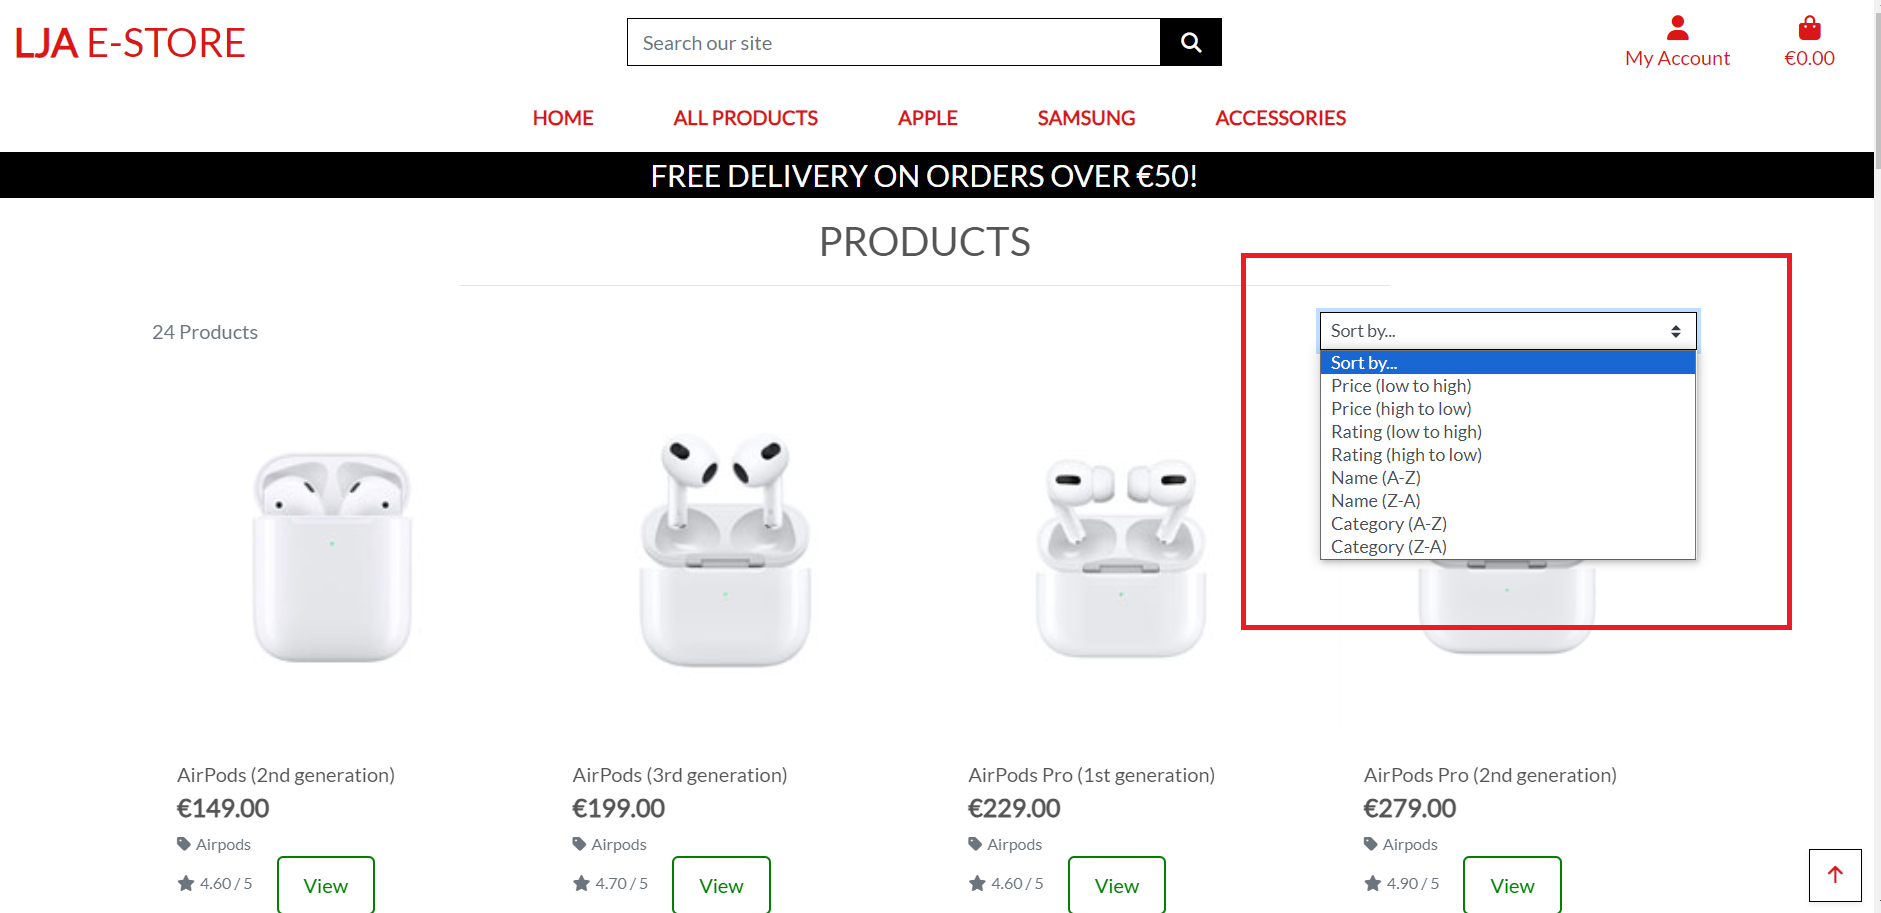 LJA E-STORE
Search our site
My Account
€0.00
HOME ALL PRODUCTS APPLE SAMSUNG ACCESSORIES
FREE DELIVERY ON ORDERS OVER €50!
PRODUCTS
24 Products
Sort by...
Sort by...
Price (low to high)
Price (high to low)
Rating (low to high)
Rating (high to low)
Name (A-Z)
Name (Z-A)
Category (A-Z)
Category (Z-A)
AirPods (2nd generation)
€149.00
Airpods
4.60 / 5
View
AirPods (3rd generation)
€199.00
Airpods
4.70 / 5
View
AirPods Pro (1st generation)
€229.00
Airpods
4.60 / 5
View
AirPods Pro (2nd generation)
€279.00
Airpods
4.90 / 5
View